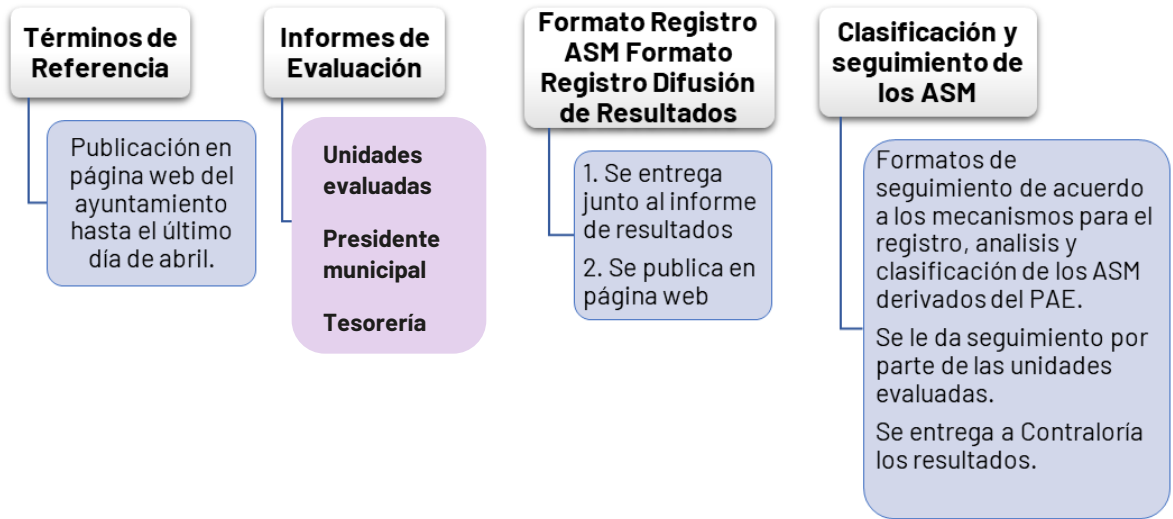 Términos de
Referencia
Publicación en
página web del
ayuntamiento
hasta el último
día de abril.
Informes de
Evaluación
Unidades
evaluadas
Presidente
municipal
Tesorería
Formato Registro
ASM Formato
Registro Difusión
de Resultados
1. Se entrega
junto al informe
de resultados
2. Se publica en
página web
Clasificación y
seguimiento de
los ASM
Formatos de
seguimiento de acuerdo
a los mecanismos para el
registro, analisis y
clasificación de los ASM
derivados del PAE.
Se le da seguimiento por
parte de las unidades
evaluadas.
Se entrega a Contraloría
los resultados.